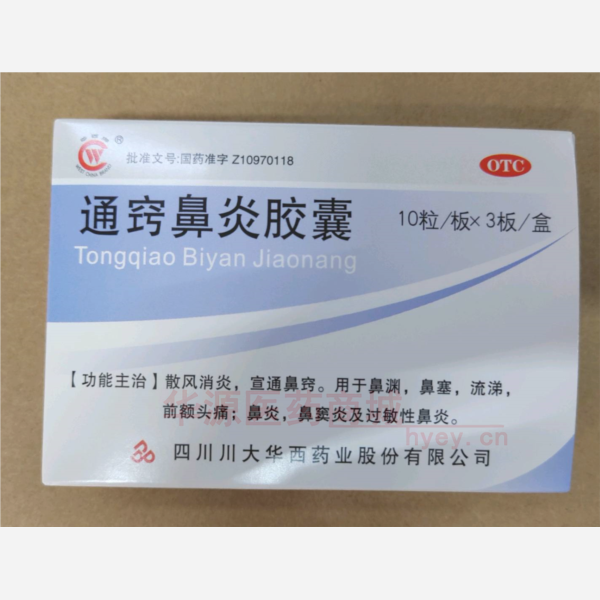 批准文号:国药准字 Z10970118
OTC
通窍鼻炎胶囊
10粒/板×3板/盒
Tongqiao Biyan Jiaonang
【功能主治】散风消炎，宣通鼻窍。用于鼻渊，鼻塞，流涕，
前额头痛；鼻炎，鼻窦炎及过敏性鼻炎。
华源医药商城
hyey.cn
四川川大华西药业股份有限公司